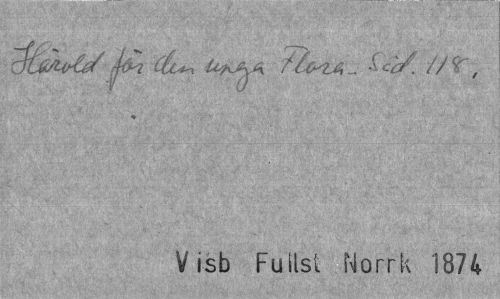 Härold för den unga Flora. Sid. 118.
Visb Fullst Norrk 1874